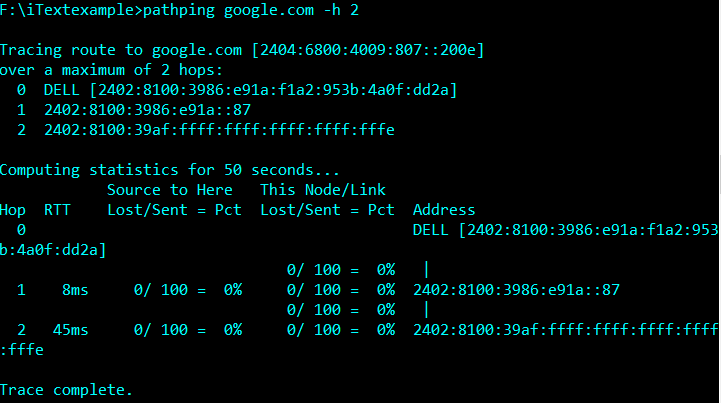 F:\iTextexample>pathping google.com -h 2
Tracing route to google.com [2404:6800:4009:807::200e]
over a maximum of 2 hops:
  0  DELL [2402:8100:3986:e91a:f1a2:953b:4a0f:dd2a]
  1  2402:8100:3986:e91a::87
  2  2402:8100:39af:ffff:ffff:ffff:ffff:fffe
Computing statistics for 50 seconds...
            Source to Here   This Node/Link
Hop  RTT    Lost/Sent = Pct  Lost/Sent = Pct  Address
  0                                           DELL [2402:8100:3986:e91a:f1a2:953
b:4a0f:dd2a]
                                0/ 100 =  0%   |
  1    8ms     0/ 100 =  0%     0/ 100 =  0%  2402:8100:3986:e91a::87
                                0/ 100 =  0%   |
  2   45ms     0/ 100 =  0%     0/ 100 =  0%  2402:8100:39af:ffff:ffff:ffff:ffff
:fffe
Trace complete.